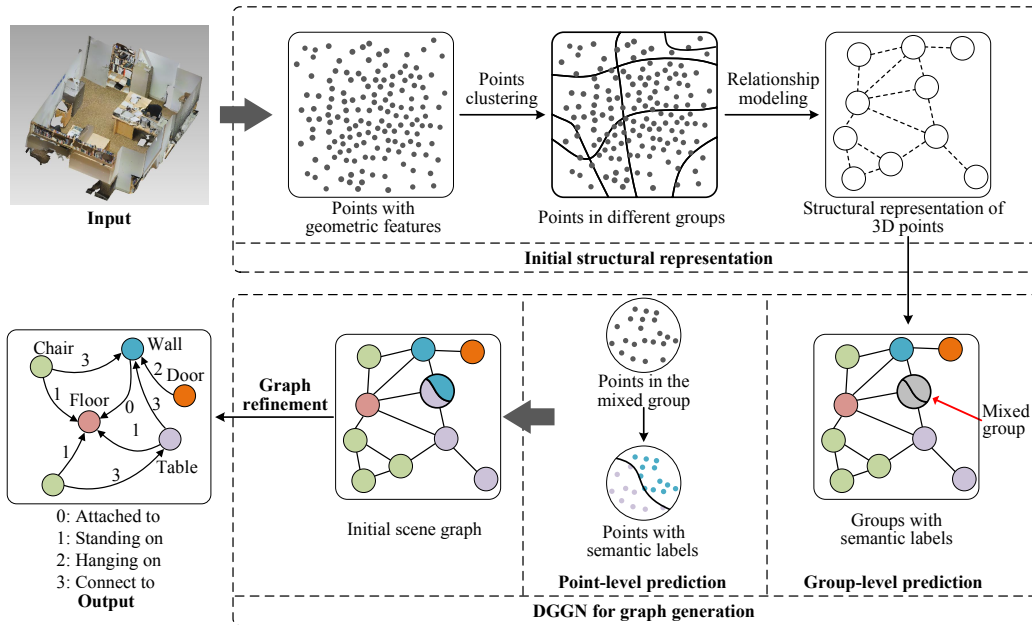 Input
Points with
geometric features
Points
clustering
Points in different groups
Relationship
modeling
Structural representation of
3D points
Initial structural representation
Chair
Wall
Door
Floor
Table
3
2
1
0
3
1
1
3
0: Attached to
1: Standing on
2: Hanging on
3: Connect to
Output
Graph
refinement
Initial scene graph
Points in the
mixed group
Points with
semantic labels
Point-level prediction
Mixed
group
Groups with
semantic labels
Group-level prediction
DGGN for graph generation